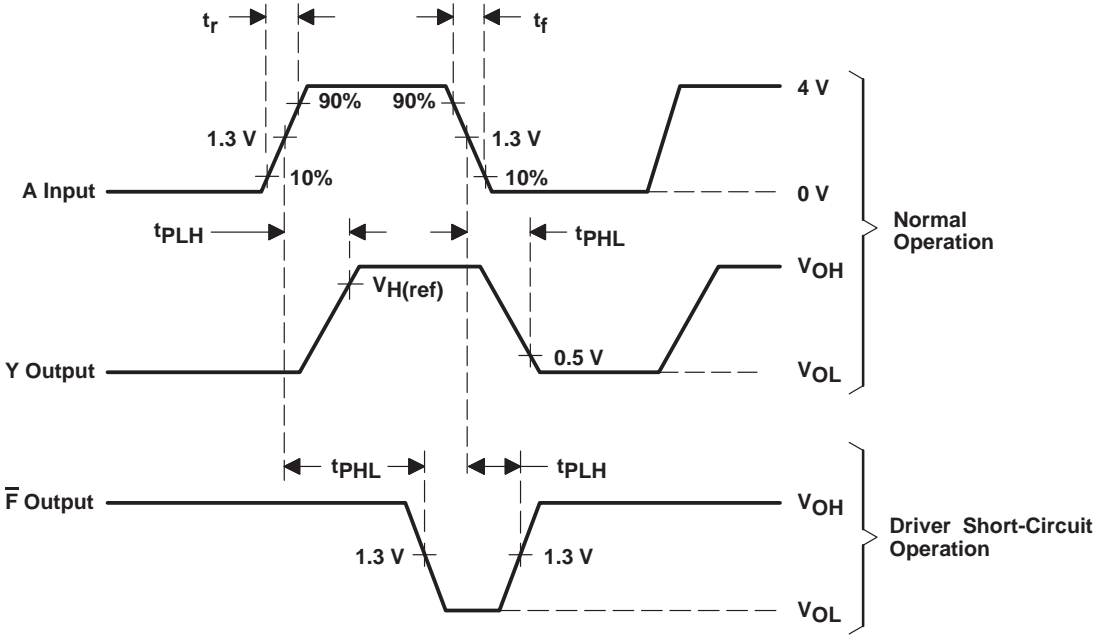 tr
tf
90%
90%
4 V
1.3 V
1.3 V
10%
10%
A Input
0 V
Normal
Operation
tPLH
tPHL
VOH
VH(ref)
0.5 V
Y Output
VOL
tPHL
tPLH
F̅ Output
VOH
1.3 V
1.3 V
Driver Short-Circuit
Operation
VOL